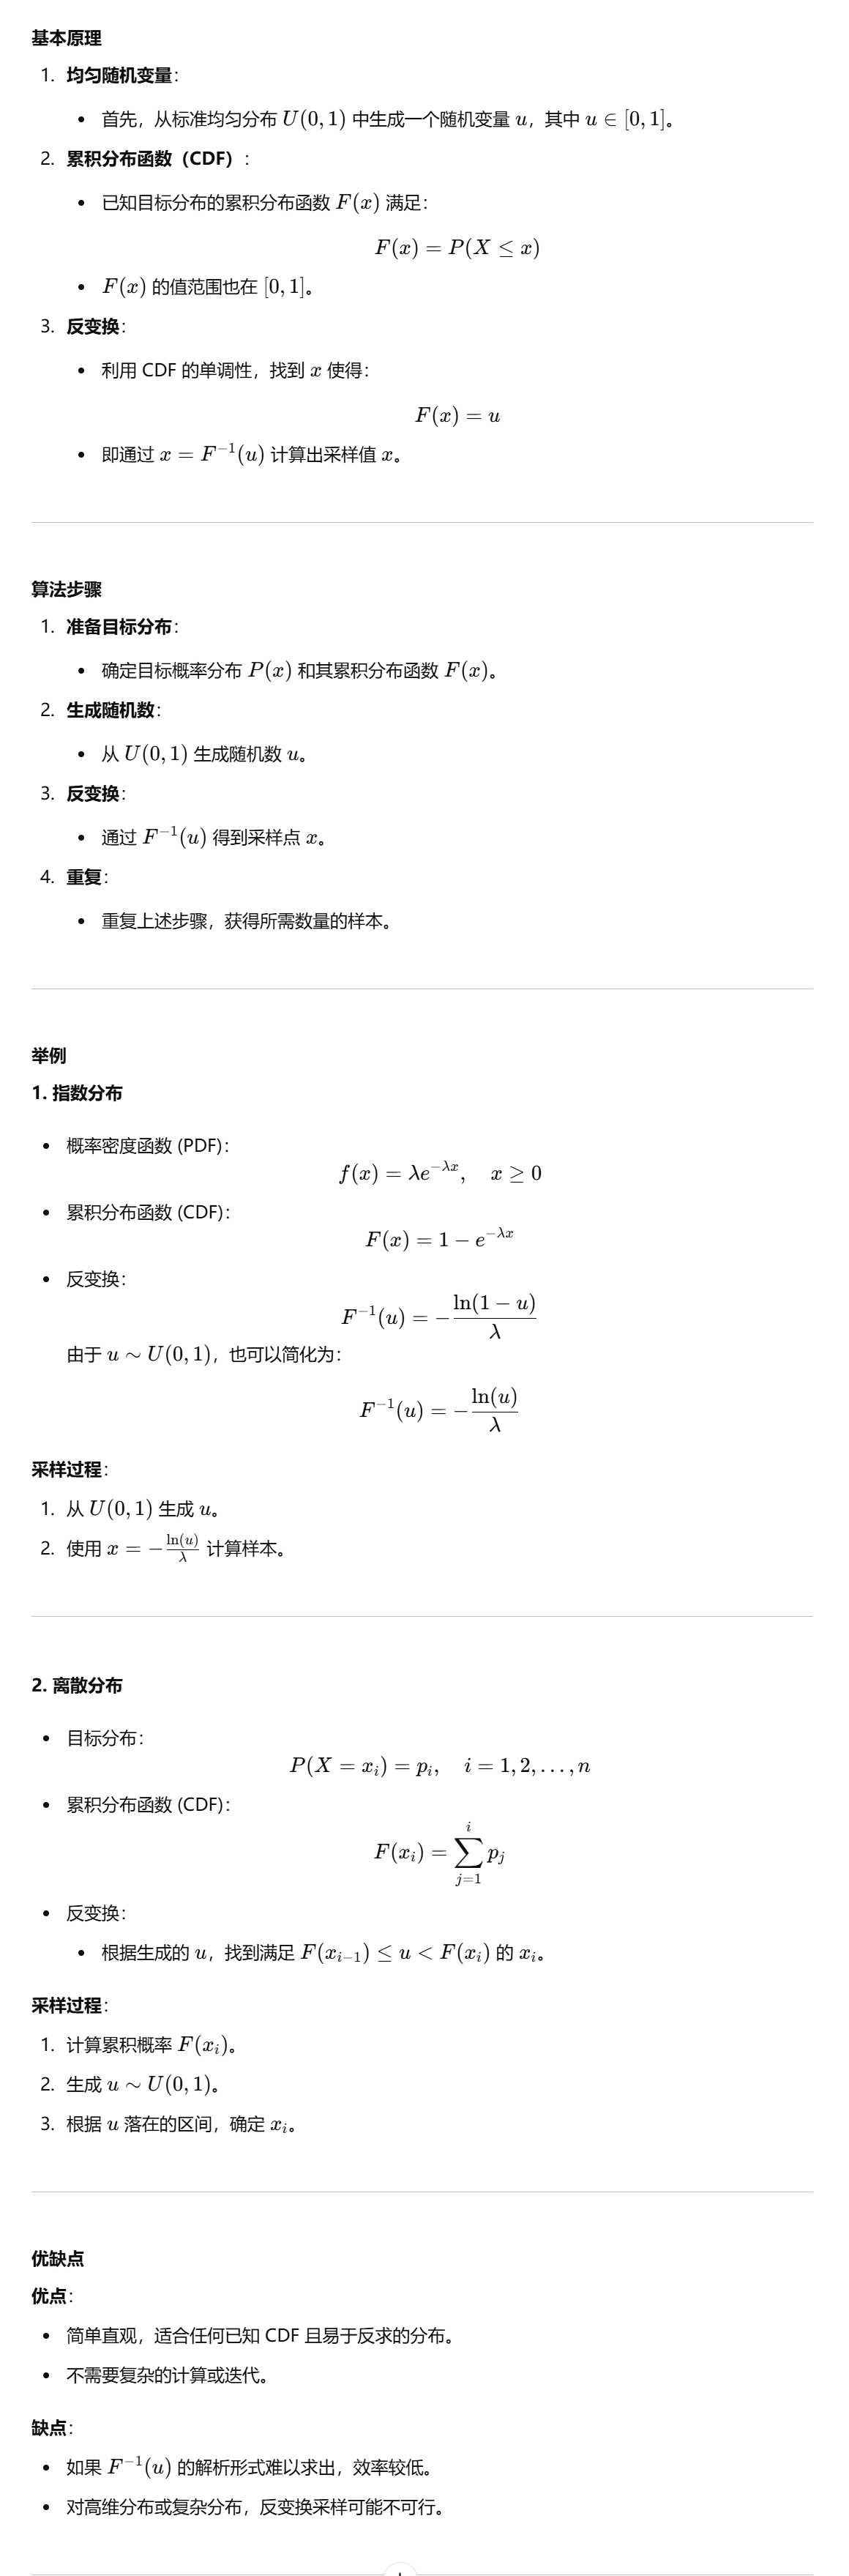 基本原理
1. 均匀随机变量：
• 首先，从标准均匀分布 U(0, 1) 中生成一个随机变量 u，其中 u ∈ [0, 1]。
2. 累积分布函数（CDF）：
• 已知目标分布的累积分布函数 F(x) 满足：
F(x) = P(X ≤ x)
• F(x) 的值范围也在 [0, 1]。
3. 反变换：
• 利用 CDF 的单调性，找到 x 使得：
F(x) = u
• 即通过 x = F⁻¹(u) 计算出采样值 x。
算法步骤
1. 准备目标分布：
• 确定目标概率分布 P(x) 和其累积分布函数 F(x)。
2. 生成随机数：
• 从 U(0, 1) 生成随机数 u。
3. 反变换：
• 通过 F⁻¹(u) 得到采样点 x。
4. 重复：
• 重复上述步骤，获得所需数量的样本。
举例
1. 指数分布
• 概率密度函数 (PDF)：
f(x) = λe^{−λx}, x ≥ 0
• 累积分布函数 (CDF)：
F(x) = 1 − e^{−λx}
• 反变换：
F⁻¹(u) = −\frac{ln(1 − u)}{λ}
由于 u ∼ U(0, 1)，也可以简化为：
F⁻¹(u) = −\frac{ln(u)}{λ}
采样过程：
1. 从 U(0, 1) 生成 u。
2. 使用 x = −\frac{ln(u)}{λ} 计算样本。
2. 离散分布
• 目标分布：
P(X = x_i) = p_i, i = 1, 2, …, n
• 累积分布函数 (CDF)：
F(x_i) = \sum_{j=1}^{i} p_j
• 反变换：
• 根据生成的 u，找到满足 F(x_{i−1}) ≤ u < F(x_i) 的 x_i。
采样过程：
1. 计算累积概率 F(x_i)。
2. 生成 u ∼ U(0, 1)。
3. 根据 u 落在的区间，确定 x_i。
优缺点
优点：
• 简单直观，适合任何已知 CDF 且易于反求的分布。
• 不需要复杂的计算或迭代。
缺点：
• 如果 F⁻¹(u) 的解析形式难以求出，效率较低。
• 对高维分布或复杂分布，反变换采样可能不可行。